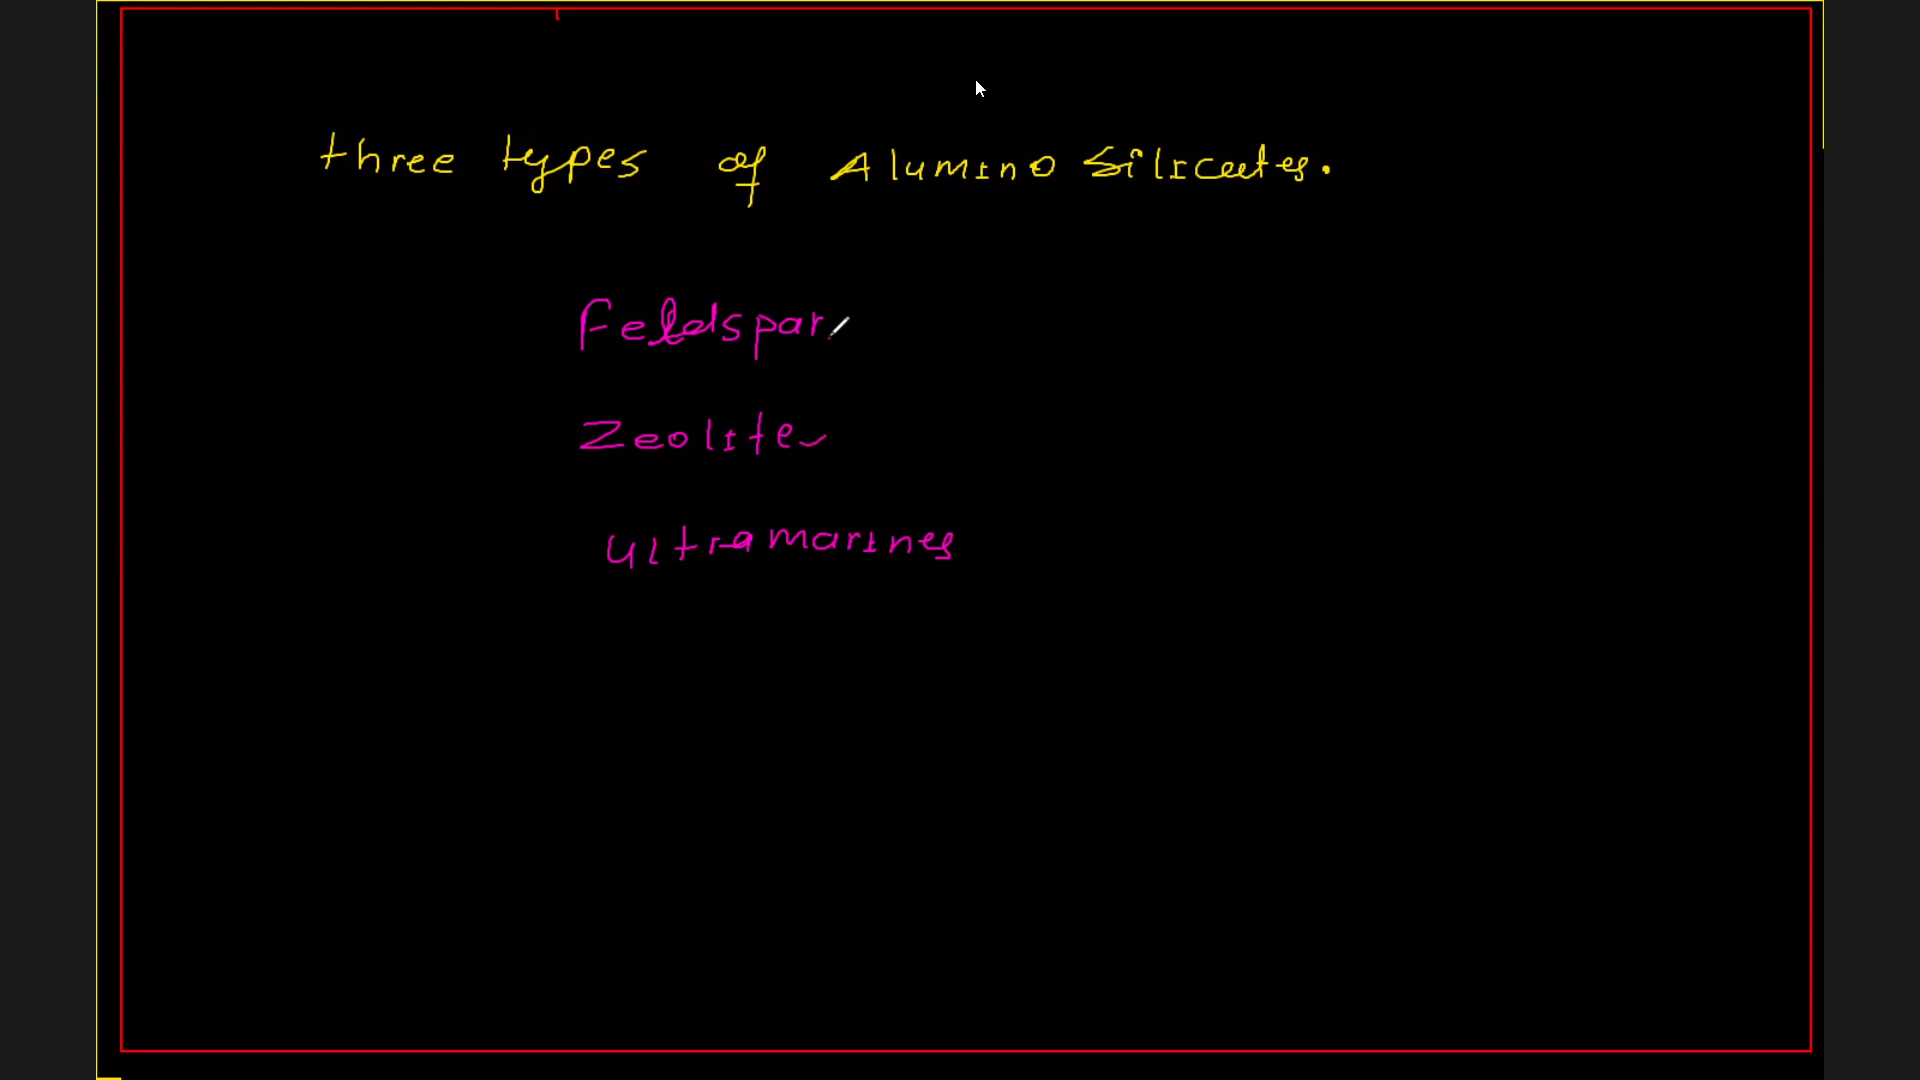 three types of Alumino Silicates.
Feldspar
Zeolite
Ultramarines